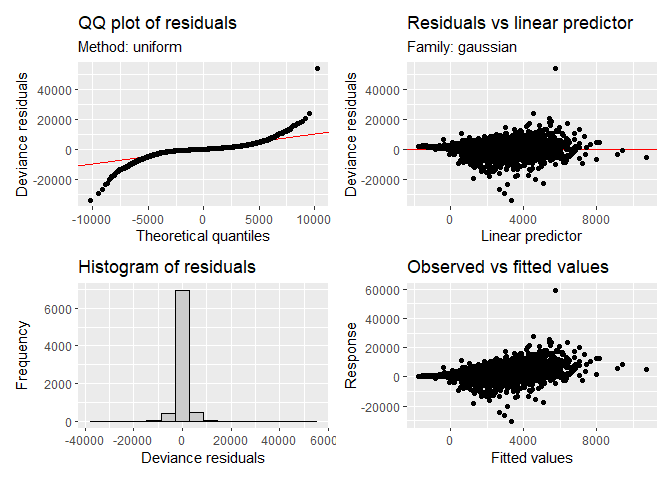 QQ plot of residuals
Method: uniform
Deviance residuals
40000
20000
0
-20000
-10000 -5000 0 5000 10000
Theoretical quantiles
Residuals vs linear predictor
Family: gaussian
Deviance residuals
40000
20000
0
-20000
0 4000 8000
Linear predictor
Histogram of residuals
Frequency
6000
4000
2000
0
-40000 -20000 0 20000 40000 6000
Deviance residuals
Observed vs fitted values
Response
60000
40000
20000
0
-20000
0 4000 8000
Fitted values